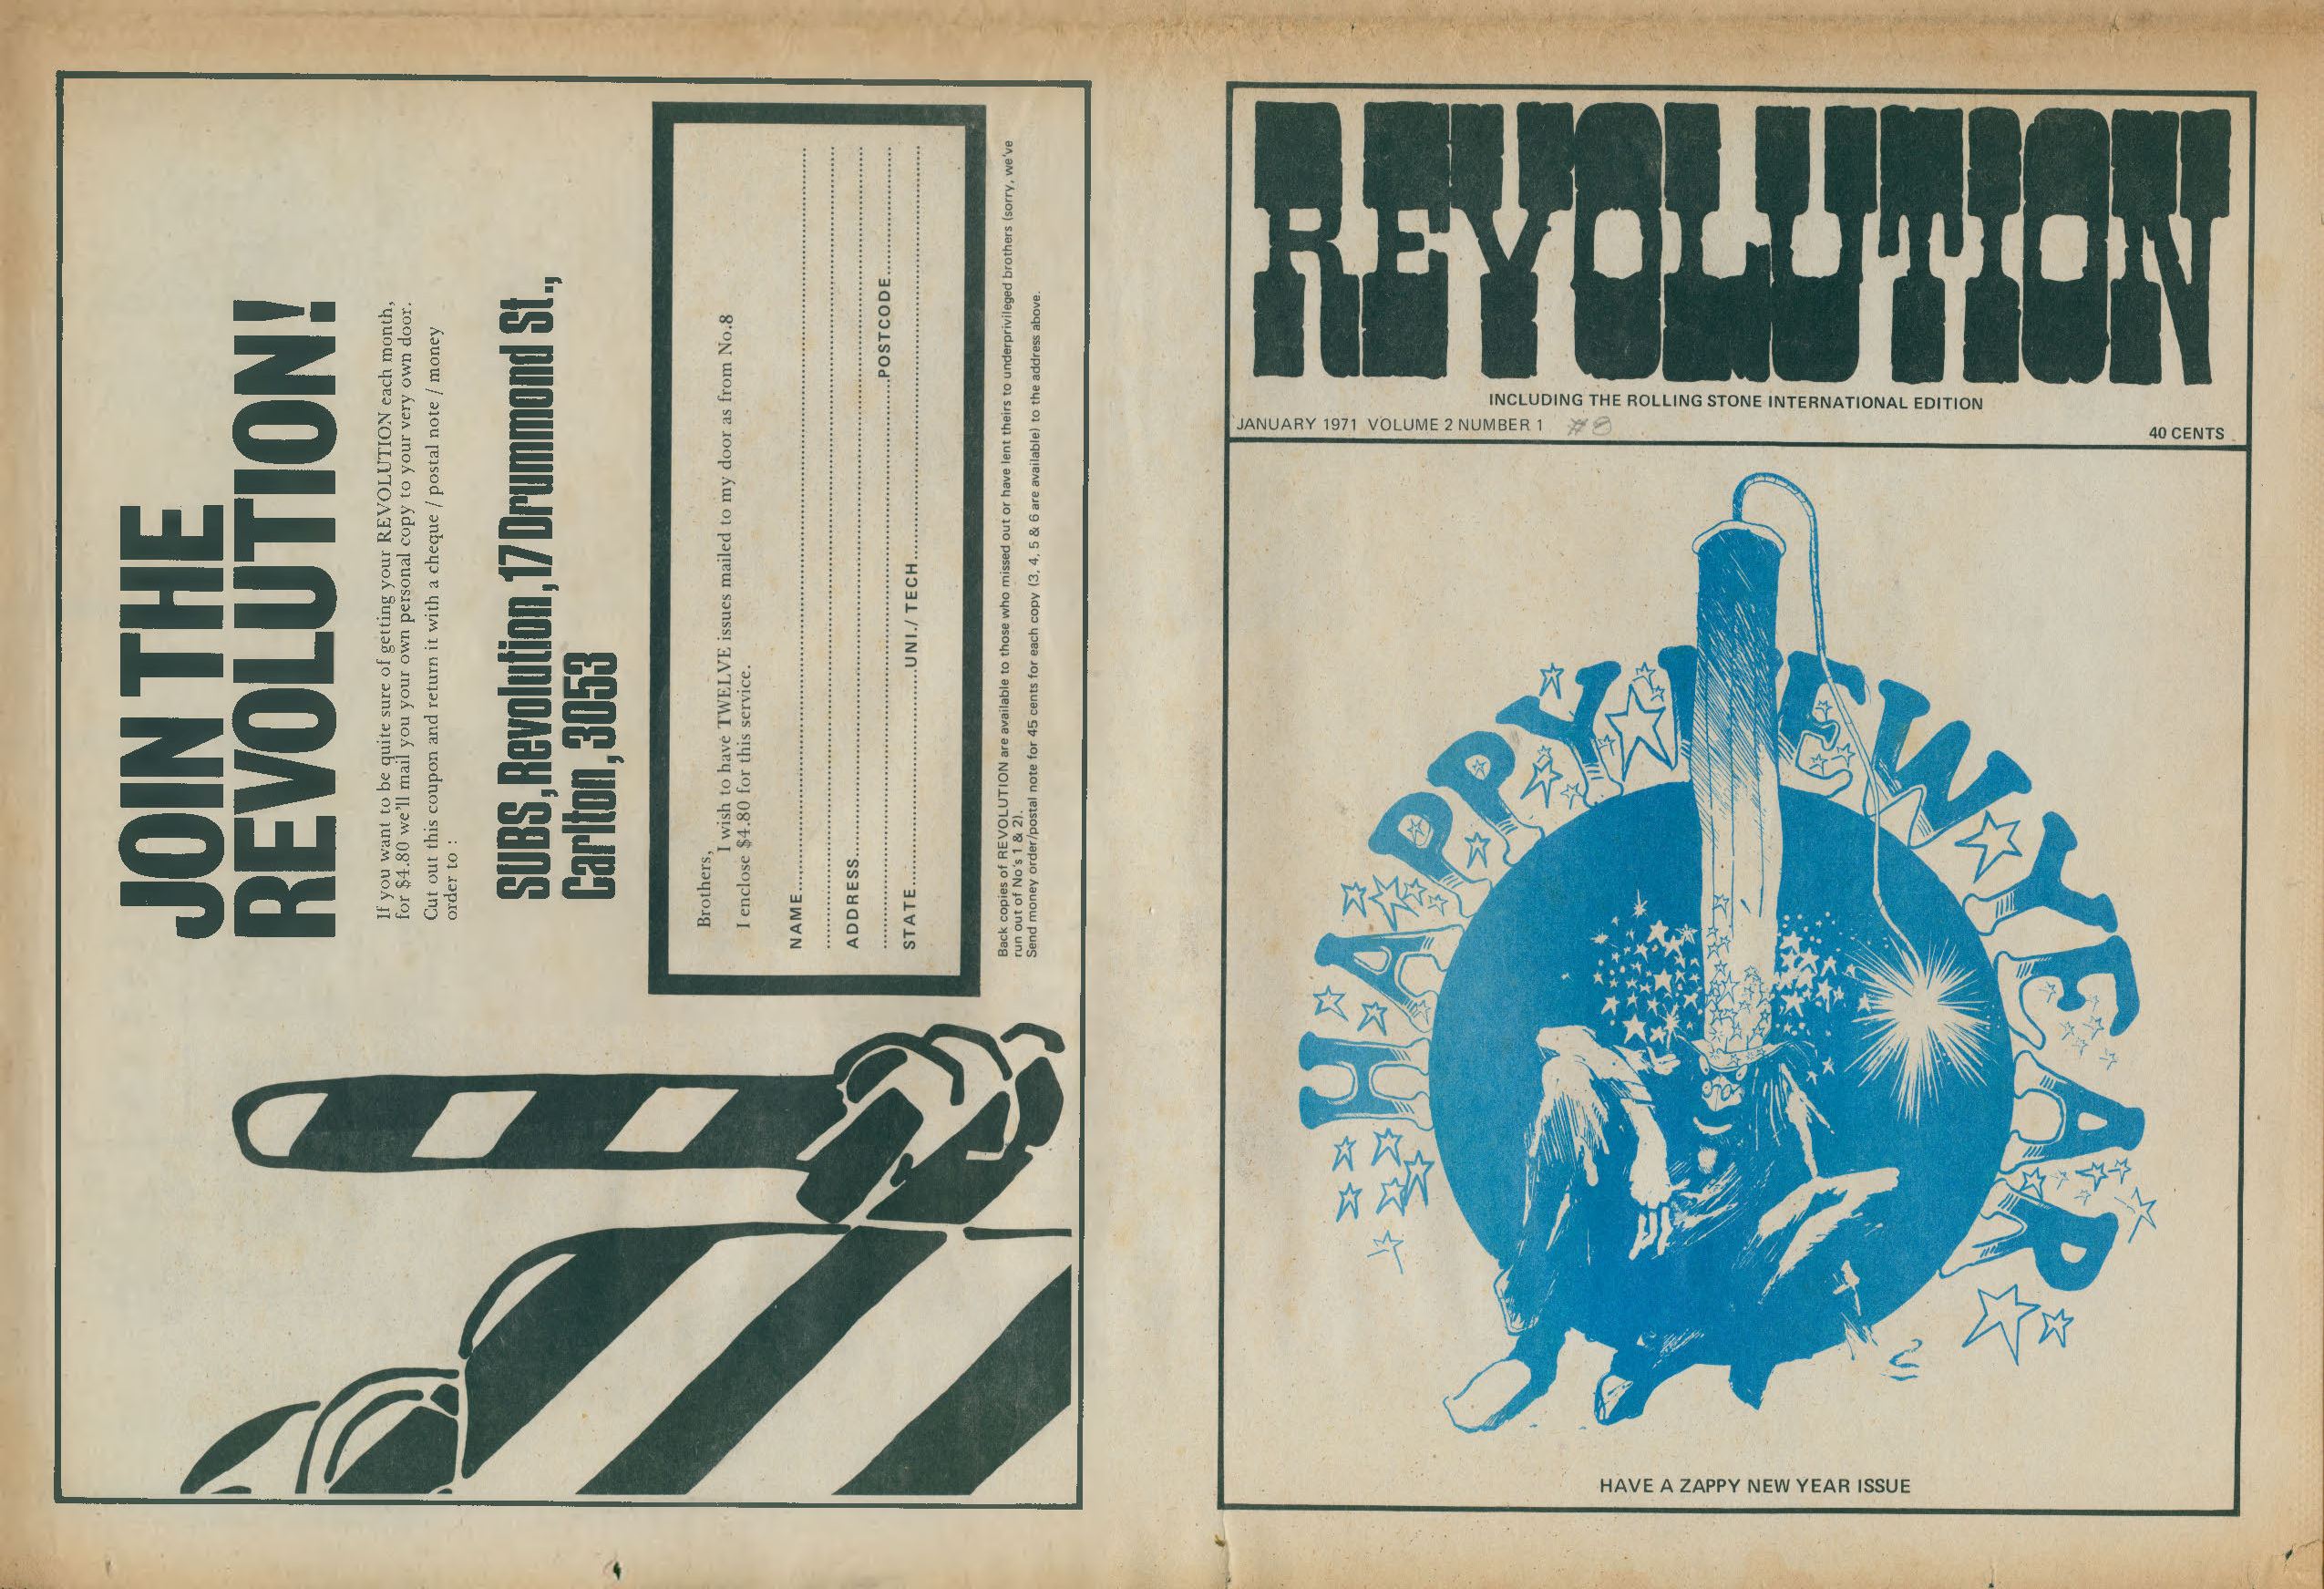 JOIN THE
REVOLUTION!
If you want to be quite sure of getting your REVOLUTION each month,
for $4.80 we'll mail you your own personal copy to your very own door.
Cut out this coupon and return it with a cheque / postal note / money
order to :
SUBS, Revolution, 17 Drummond St.,
Carlton, 3053
Brothers,
I wish to have TWELVE issues mailed to my door as from No.8
I enclose $4.80 for this service.
NAME
ADDRESS
POSTCODE
STATE UNI./ TECH
Back copies of REVOLUTION are available to those who missed out or have lent theirs to underprivileged brothers (sorry, we've
run out of No's 1 & 2).
Send money order/postal note for 45 cents for each copy (3, 4, 5 & 6 are available) to the address above.
REVOLUTION
INCLUDING THE ROLLING STONE INTERNATIONAL EDITION
JANUARY 1971 VOLUME 2 NUMBER 1 #8
40 CENTS
HAPPY NEW YEAR
HAVE A ZAPPY NEW YEAR ISSUE